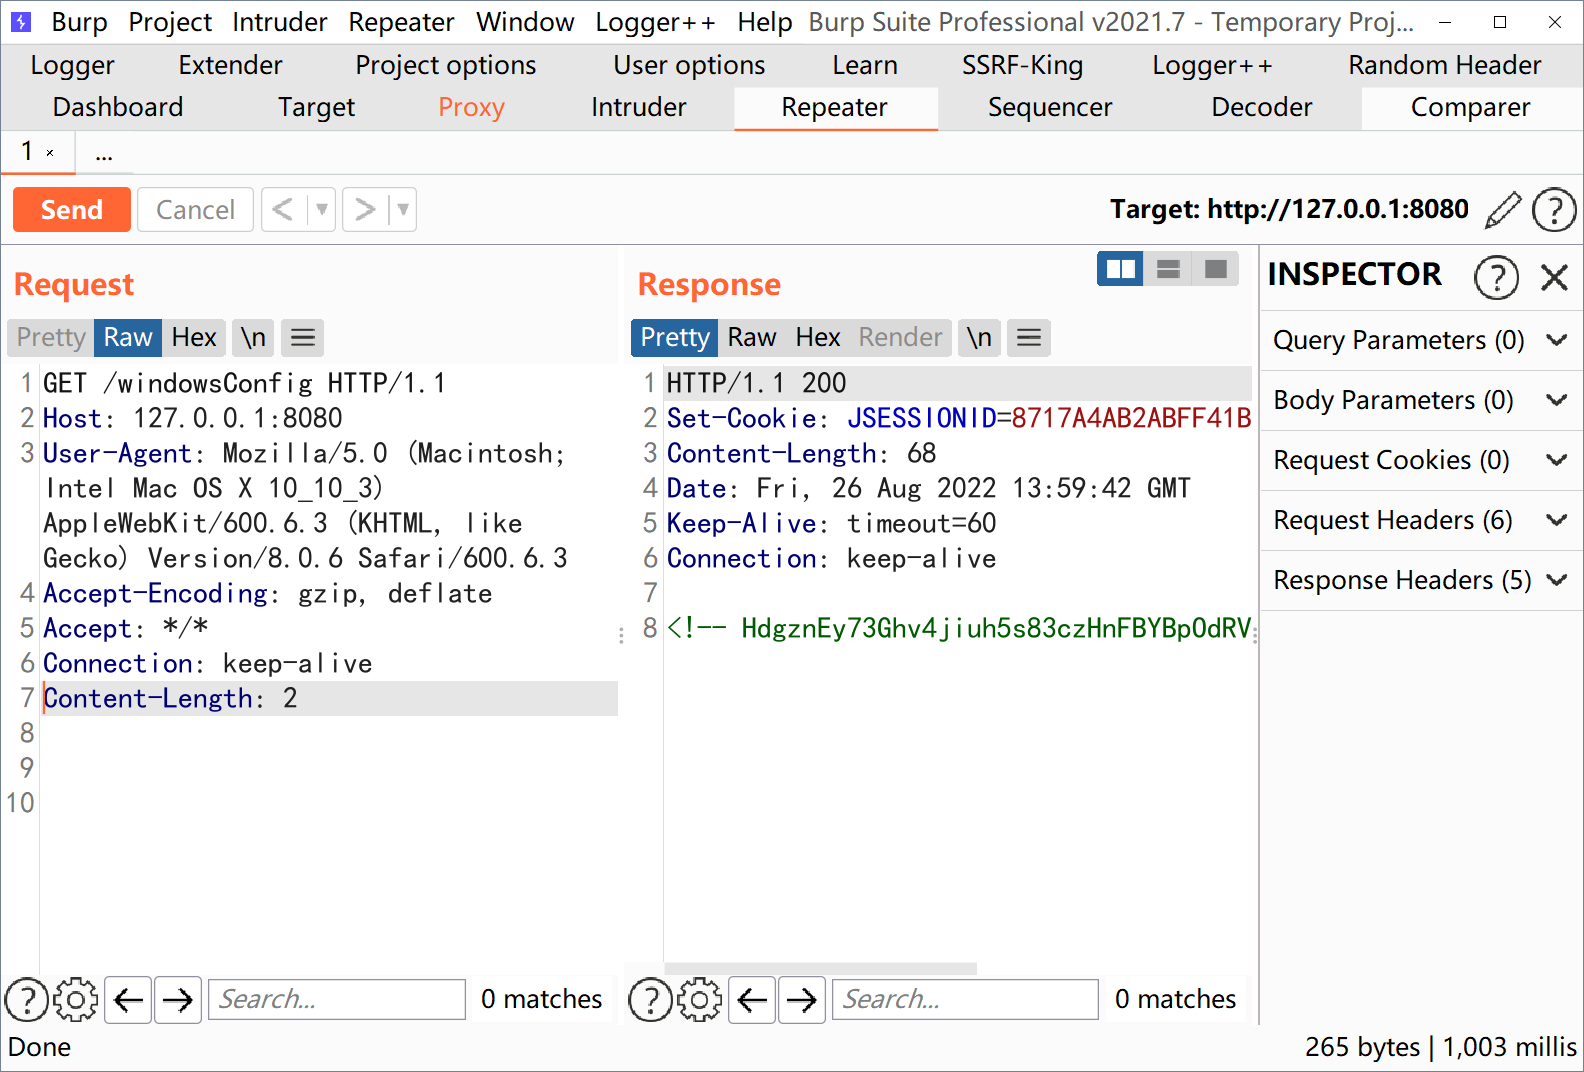 Burp Project Intruder Repeater Window Logger++ Help Burp Suite Professional v2021.7 - Temporary Proj...
Logger Extender Project options User options Learn SSRF-King Logger++ Random Header
Dashboard Target Proxy Intruder Repeater Sequencer Decoder Comparer
1 × ...
Send Cancel < ▼ > ▼ Target: http://127.0.0.1:8080 ?
Request
Pretty Raw Hex \n
1 GET /windowsConfig HTTP/1.1
2 Host: 127.0.0.1:8080
3 User-Agent: Mozilla/5.0 (Macintosh;
Intel Mac OS X 10_10_3)
AppleWebKit/600.6.3 (KHTML, like
Gecko) Version/8.0.6 Safari/600.6.3
4 Accept-Encoding: gzip, deflate
5 Accept: */*
6 Connection: keep-alive
7 Content-Length: 2
8
9
10
? Search... 0 matches
Response
Pretty Raw Hex Render \n
1 HTTP/1.1 200
2 Set-Cookie: JSESSIONID=8717A4AB2ABFF41B
3 Content-Length: 68
4 Date: Fri, 26 Aug 2022 13:59:42 GMT
5 Keep-Alive: timeout=60
6 Connection: keep-alive
7
8 <!-- HdgznEy73Ghv4jiuh5s83czHnFBYBpOdRV
? Search... 0 matches
INSPECTOR ?
Query Parameters (0)
Body Parameters (0)
Request Cookies (0)
Request Headers (6)
Response Headers (5)
Done 265 bytes | 1,003 millis